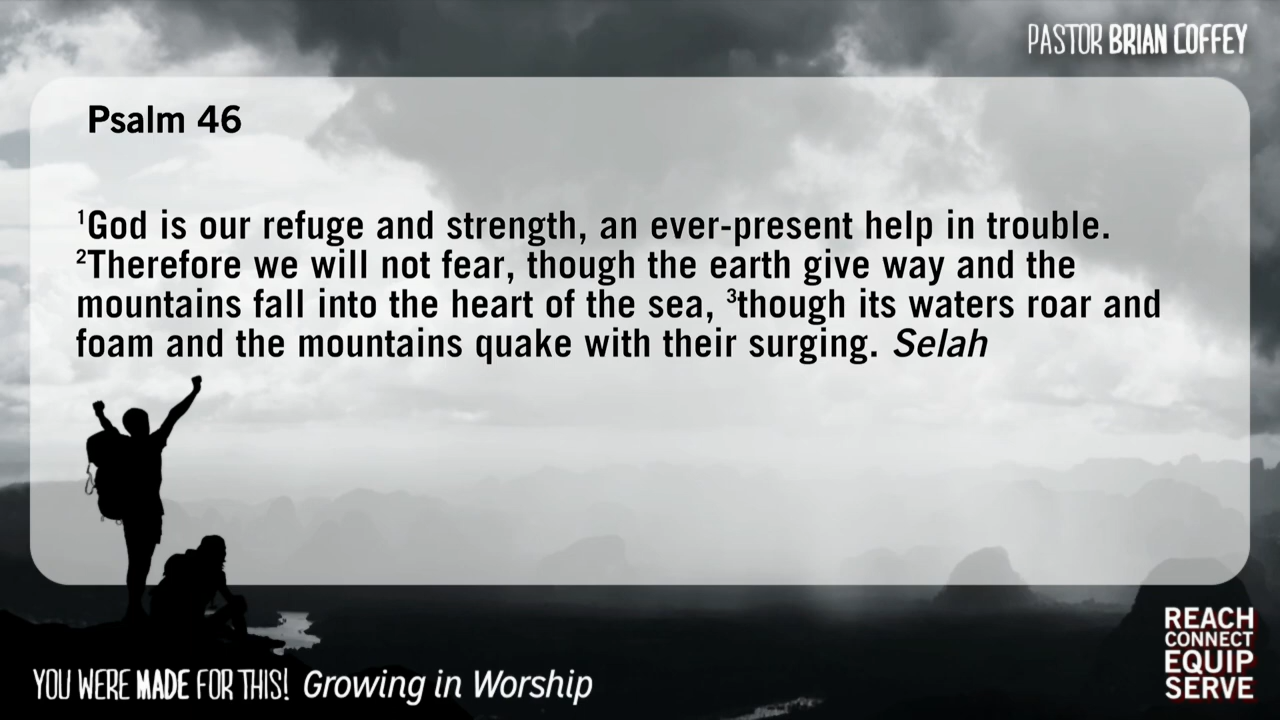 PASTOR BRIAN COFFEY
Psalm 46
¹God is our refuge and strength, an ever-present help in trouble.
²Therefore we will not fear, though the earth give way and the
mountains fall into the heart of the sea, ³though its waters roar and
foam and the mountains quake with their surging. Selah
YOU WERE MADE FOR THIS! Growing in Worship
REACH
CONNECT
EQUIP
SERVE